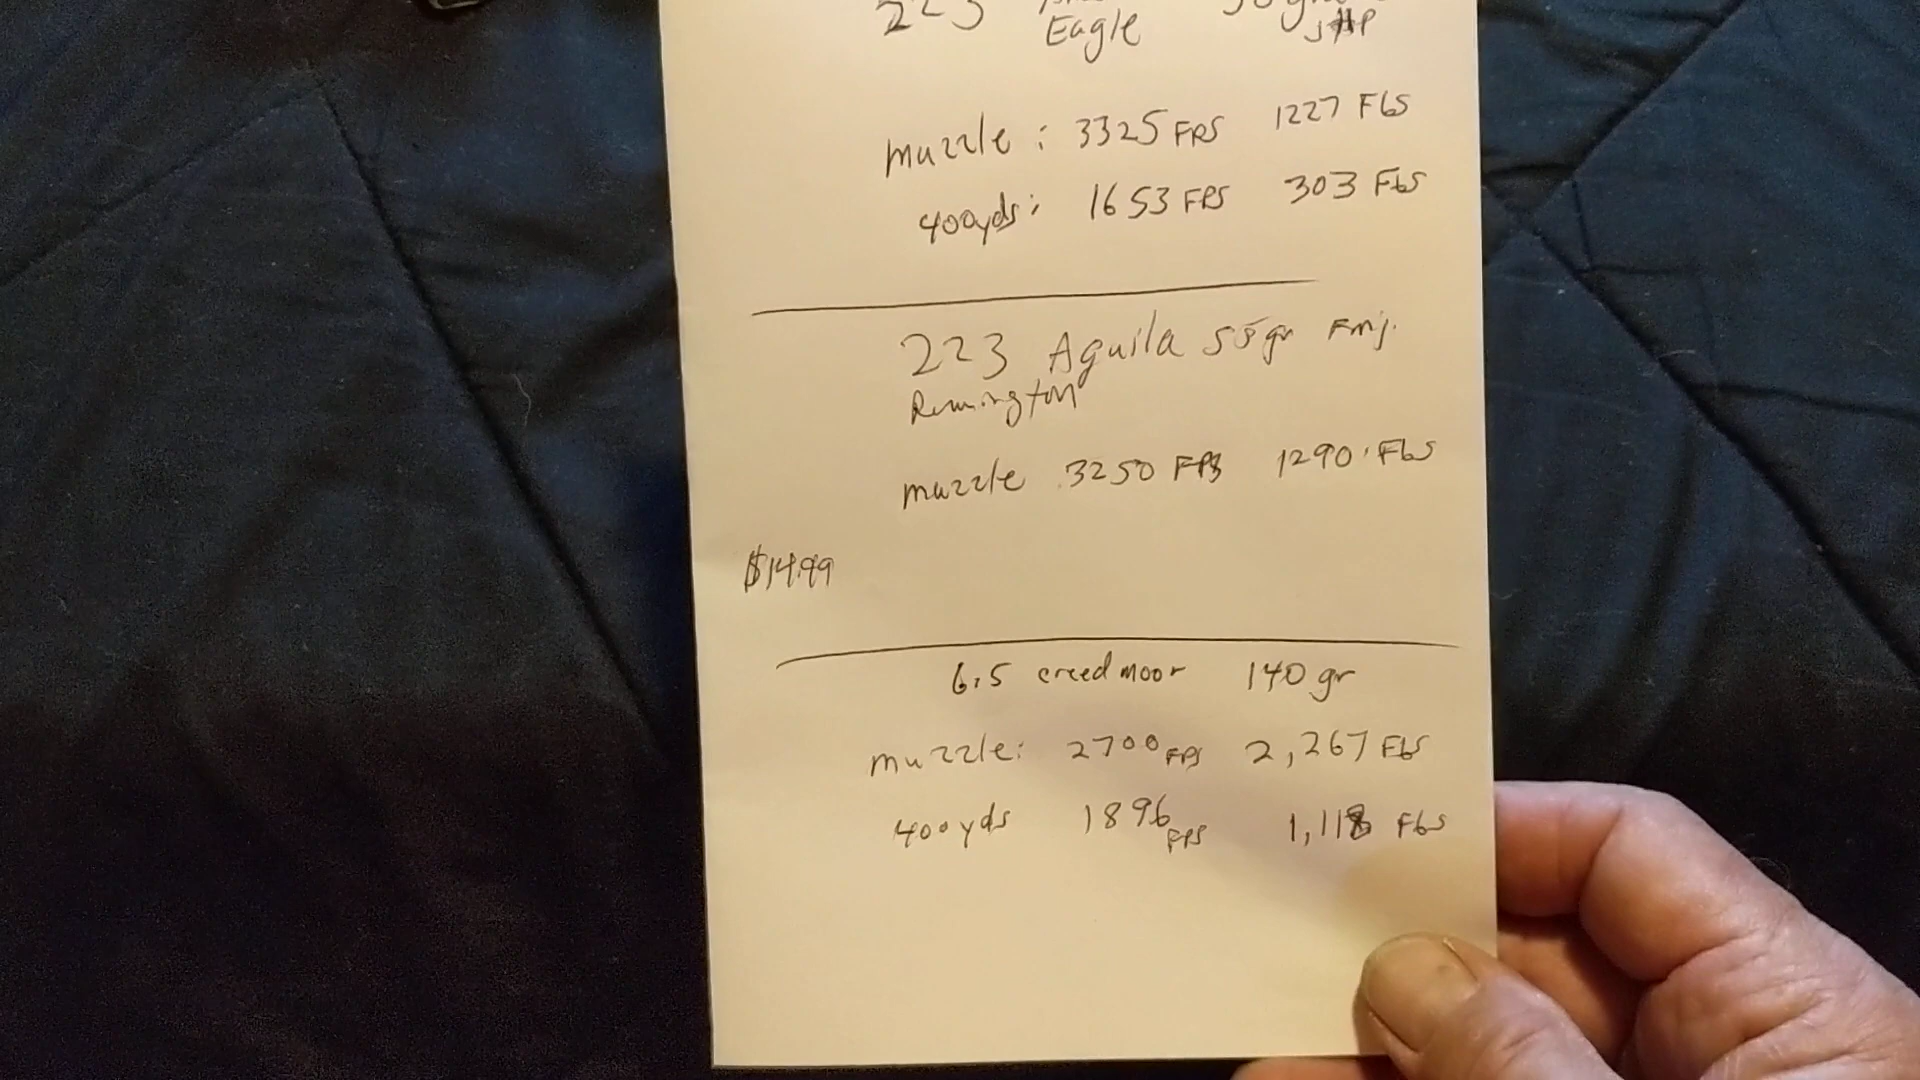 223 Eagle JHP
muzzle : 3325 FPS 1227 Fbs
400yds: 1653 FPS 303 Fbs
223 Aguila 55gr Fmj.
Remington
muzzle 3250 FPS 1290 Fbs
$14.99
6.5 creedmoor 140 gr
muzzle: 2700 FPS 2,267 Fbs
400yds 1896 FPS 1,118 Fbs